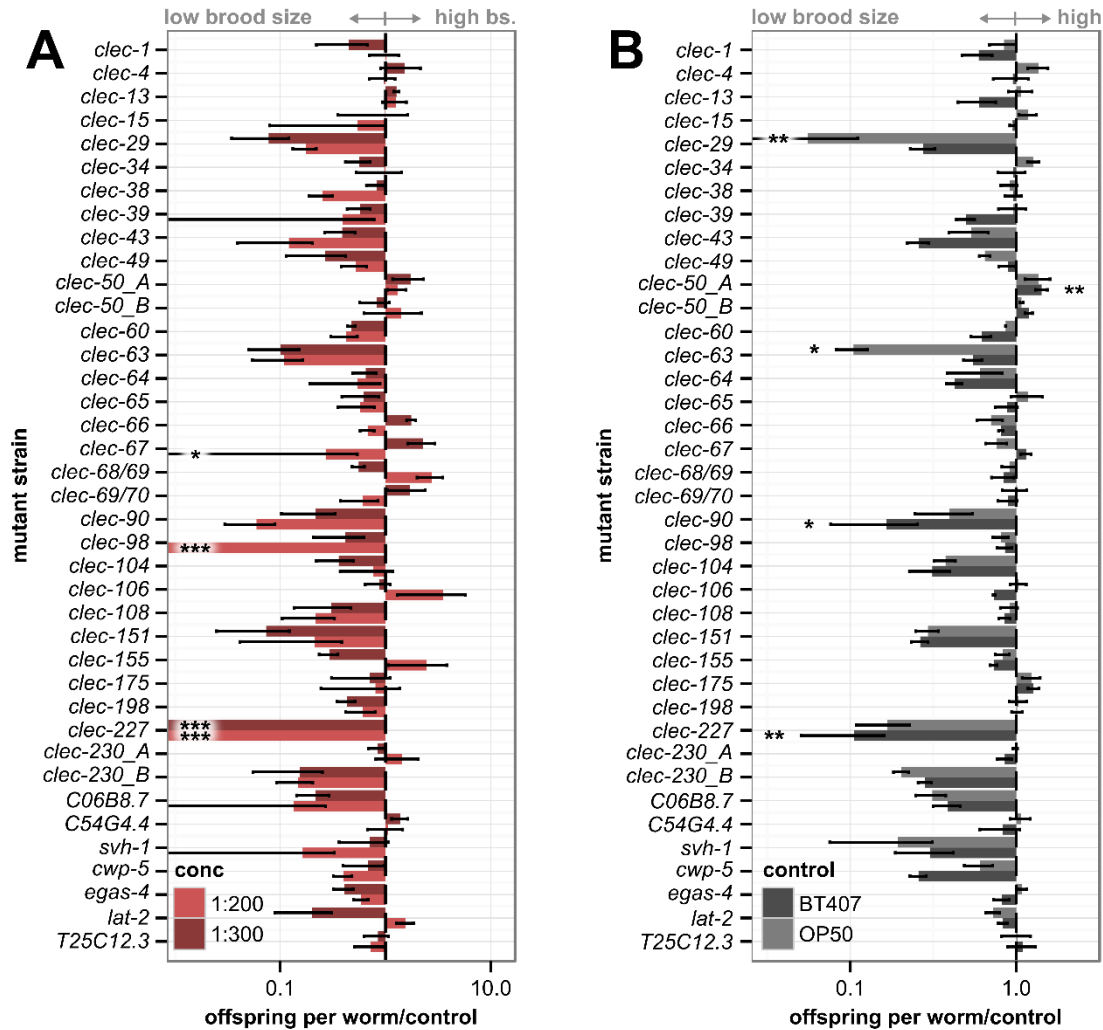 A
low brood size
high bs.
clec-1
clec-4
clec-13
clec-15
clec-29
clec-34
clec-38
clec-39
clec-43
clec-49
clec-50_A
clec-50_B
clec-60
clec-63
clec-64
clec-65
clec-66
clec-67
*
clec-68/69
clec-69/70
clec-90
clec-98
***
clec-104
clec-106
clec-108
clec-151
clec-155
clec-175
clec-198
clec-227
***
***
clec-230_A
clec-230_B
C06B8.7
C54G4.4
svh-1
cwp-5
egas-4
lat-2
T25C12.3
mutant strain
conc
1:200
1:300
0.1
10.0
offspring per worm/control
B
low brood size
high
clec-1
clec-4
clec-13
clec-15
clec-29
**
clec-34
clec-38
clec-39
clec-43
clec-49
clec-50_A
**
clec-50_B
clec-60
clec-63
*
clec-64
clec-65
clec-66
clec-67
clec-68/69
clec-69/70
clec-90
*
clec-98
clec-104
clec-106
clec-108
clec-151
clec-155
clec-175
clec-198
clec-227
**
clec-230_A
clec-230_B
C06B8.7
C54G4.4
svh-1
cwp-5
egas-4
lat-2
T25C12.3
mutant strain
control
BT407
OP50
0.1
1.0
offspring per worm/control